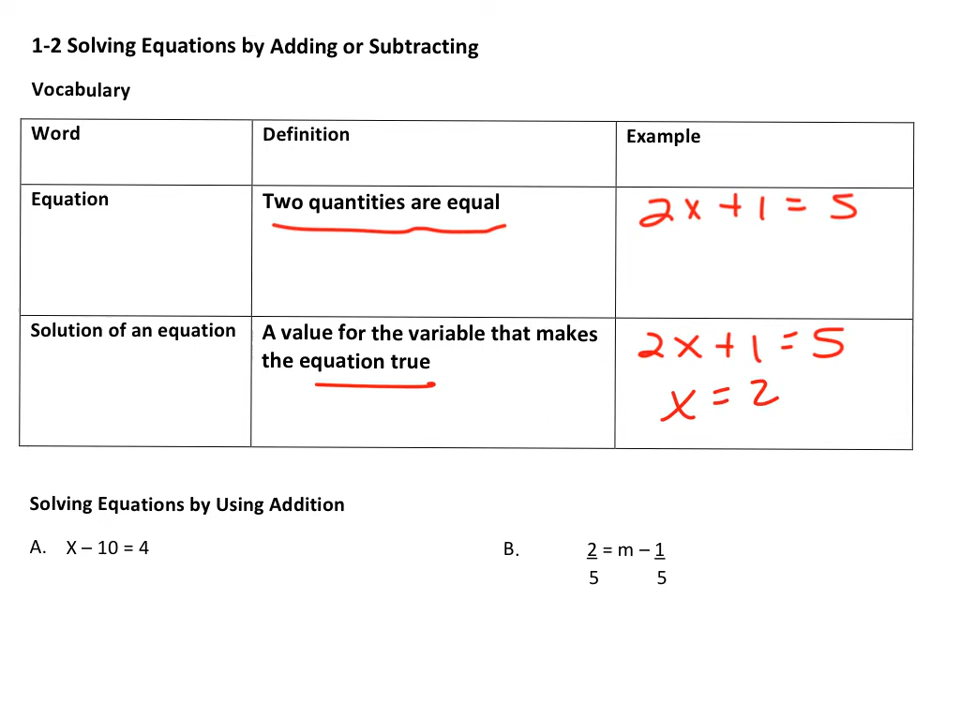 1-2 Solving Equations by Adding or Subtracting
Vocabulary
Word Definition Example
Equation Two quantities are equal 2x + 1 = 5
Solution of an equation A value for the variable that makes 2x + 1 = 5
the equation true x = 2
Solving Equations by Using Addition
A. X – 10 = 4 B. 2 = m – 1
5 5